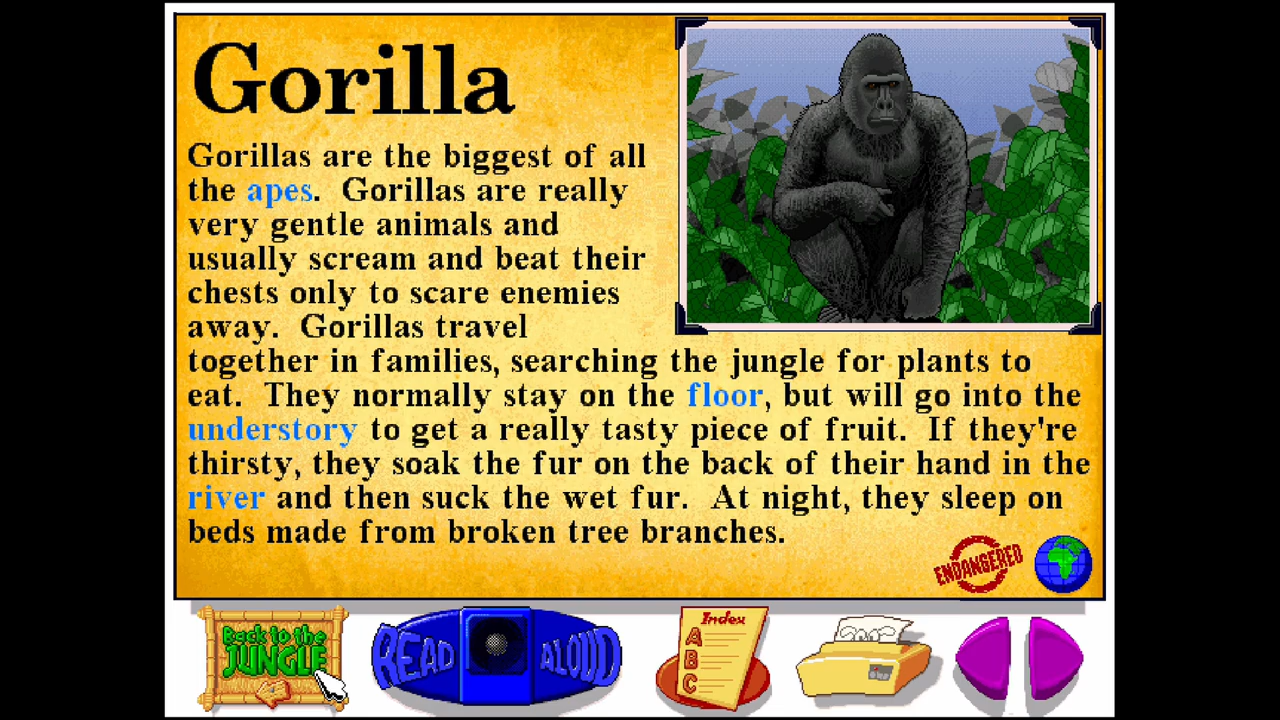 Gorilla
Gorillas are the biggest of all
the apes.  Gorillas are really
very gentle animals and
usually scream and beat their
chests only to scare enemies
away.  Gorillas travel
together in families, searching the jungle for plants to
eat.  They normally stay on the floor, but will go into the
understory to get a really tasty piece of fruit.  If they're
thirsty, they soak the fur on the back of their hand in the
river and then suck the wet fur.  At night, they sleep on
beds made from broken tree branches.
ENDANGERED
Back to the
JUNGLE
READ ALOUD
Index
A
B
C